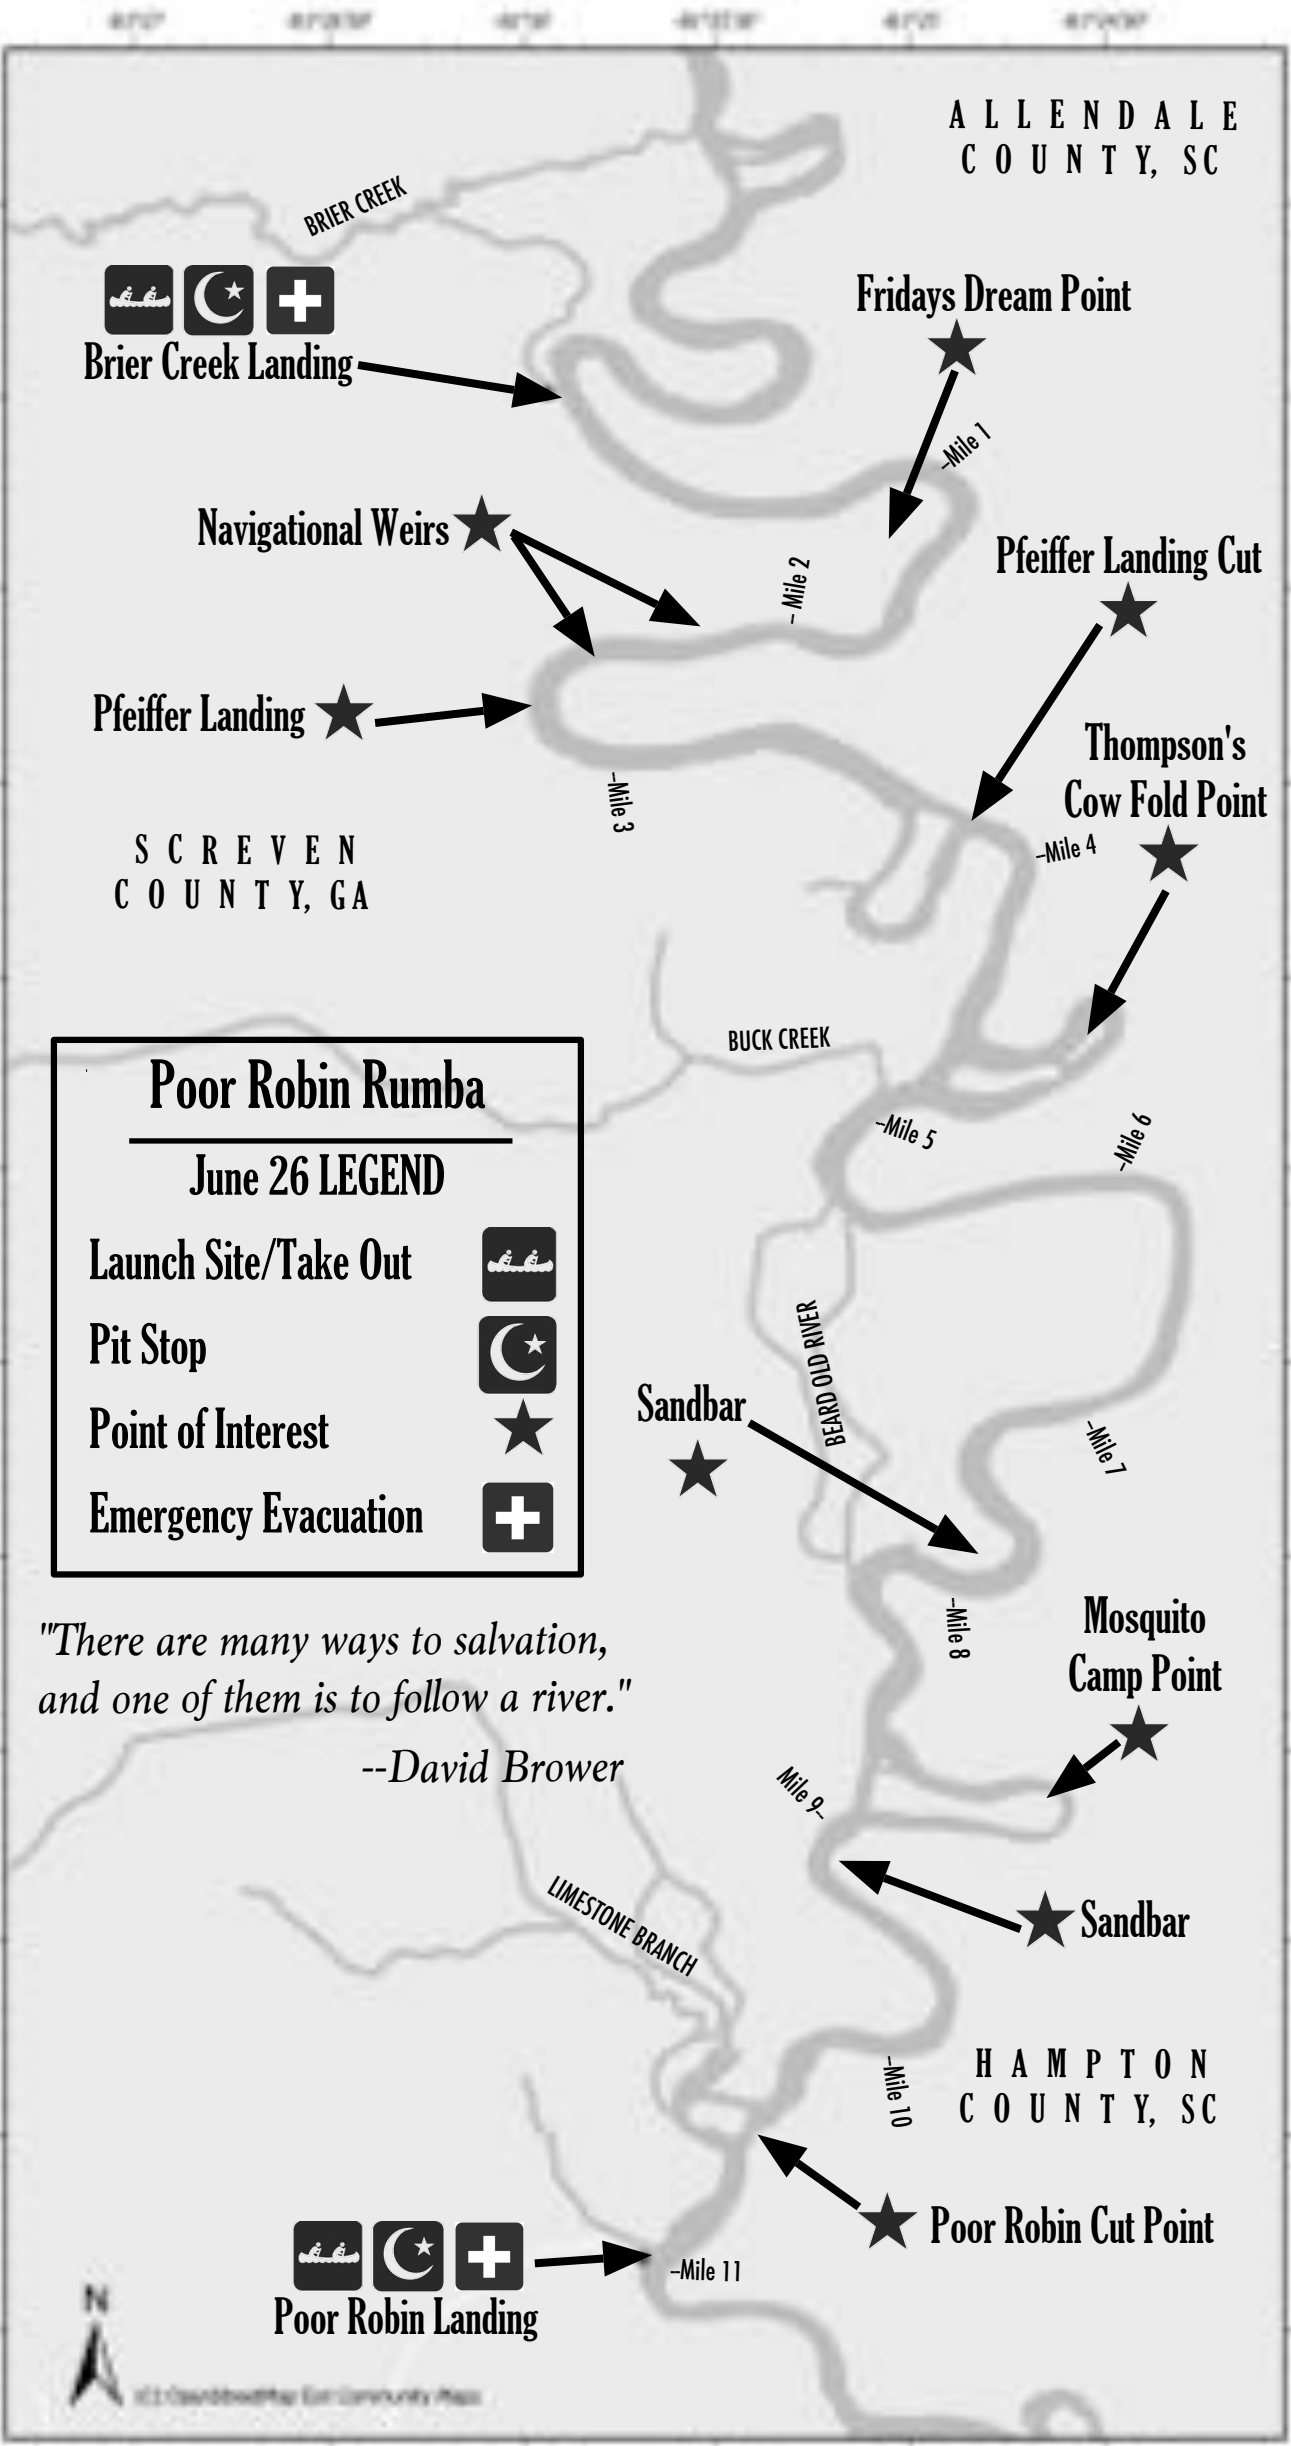 ALLENDALE
COUNTY, SC
BRIER CREEK
Fridays Dream Point
Brier Creek Landing
--Mile 1
Navigational Weirs
Pfeiffer Landing Cut
-- Mile 2
Pfeiffer Landing
Thompson's
Cow Fold Point
--Mile 3
--Mile 4
SCREVEN
COUNTY, GA
BUCK CREEK
Poor Robin Rumba
June 26 LEGEND
Launch Site/Take Out
Pit Stop
Point of Interest
Emergency Evacuation
--Mile 5
--Mile 6
BEARD OLD RIVER
Sandbar
--Mile 7
--Mile 8
Mosquito
Camp Point
"There are many ways to salvation,
and one of them is to follow a river."
--David Brower
Mile 9--
LIMESTONE BRANCH
Sandbar
--Mile 10
HAMPTON
COUNTY, SC
Poor Robin Cut Point
--Mile 11
Poor Robin Landing
N